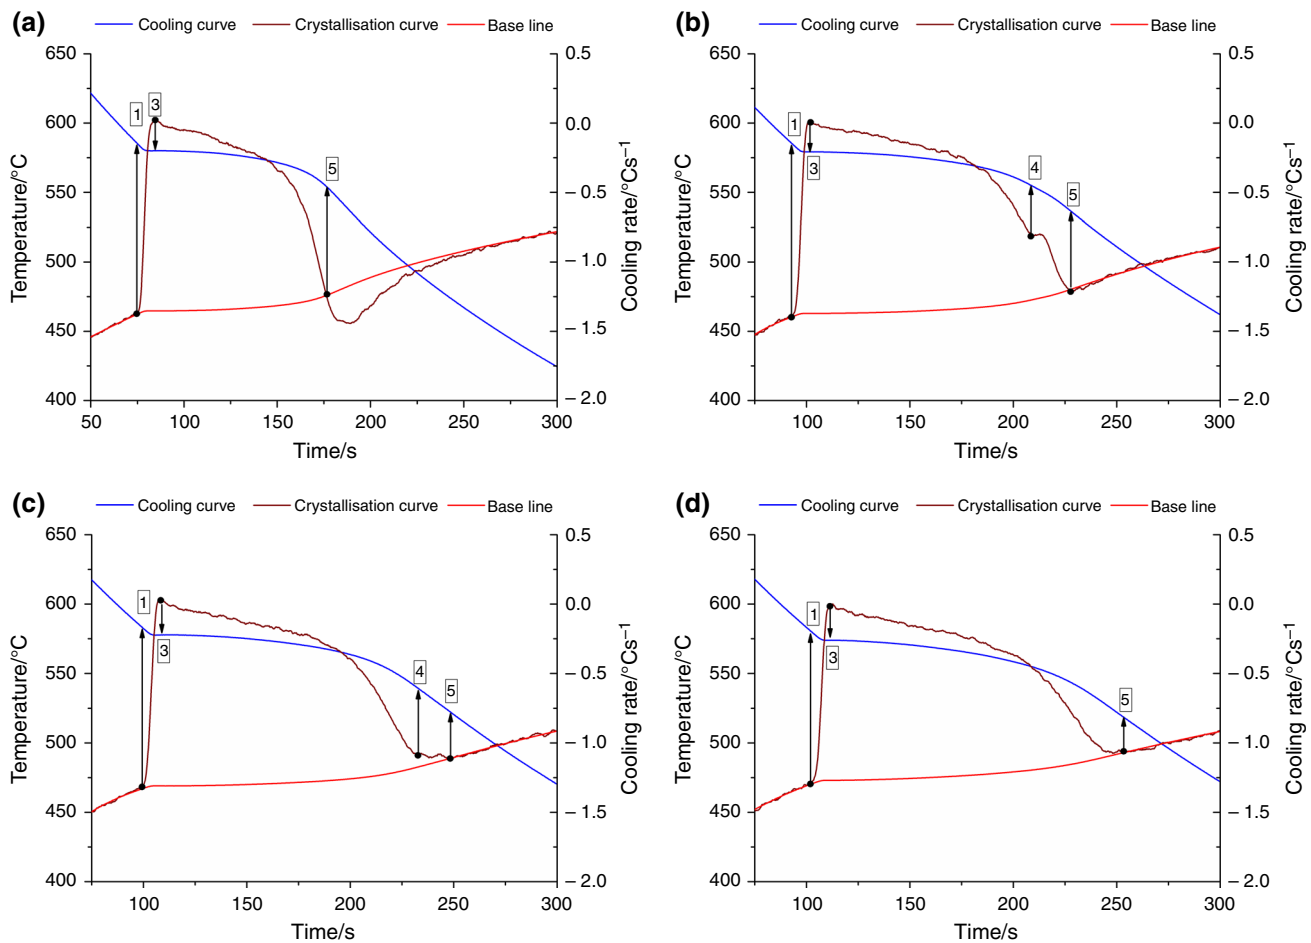 (a)
Cooling curve Crystallisation curve Base line
650 600 550 500 450 400
Temperature/°C
0.5 0.0 −0.5 −1.0 −1.5 −2.0
Cooling rate/°Cs−1
1 3 5
50 100 150 200 250 300
Time/s
(b)
Cooling curve Crystallisation curve Base line
650 600 550 500 450 400
Temperature/°C
0.5 0.0 −0.5 −1.0 −1.5 −2.0
Cooling rate/°Cs−1
1 3 4 5
100 150 200 250 300
Time/s
(c)
Cooling curve Crystallisation curve Base line
650 600 550 500 450 400
Temperature/°C
0.5 0.0 −0.5 −1.0 −1.5 −2.0
Cooling rate/°Cs−1
1 3 4 5
100 150 200 250 300
Time/s
(d)
Cooling curve Crystallisation curve Base line
650 600 550 500 450 400
Temperature/°C
0.5 0.0 −0.5 −1.0 −1.5 −2.0
Cooling rate/°Cs−1
1 3 5
100 150 200 250 300
Time/s